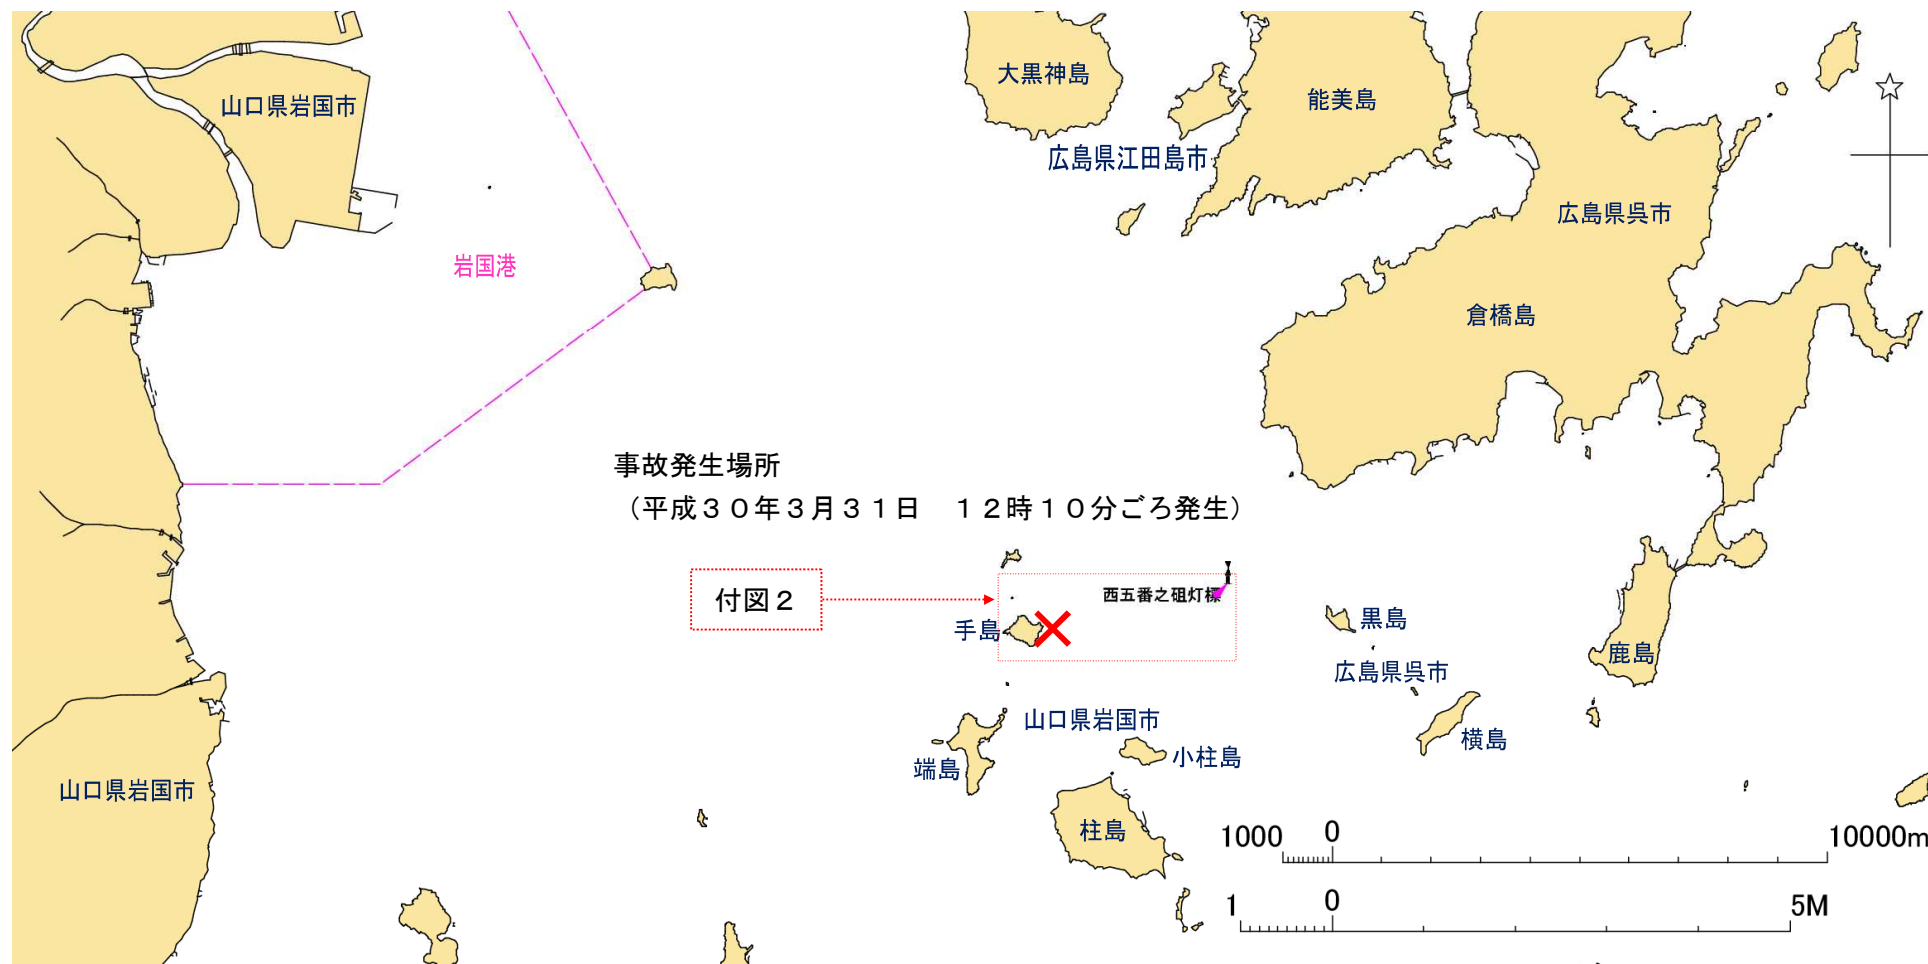 大黒神島
能美島
山口県岩国市
広島県江田島市
広島県呉市
岩国港
倉橋島
事故発生場所
（平成３０年３月３１日　１２時１０分ごろ発生）
付図２
西五番之砠灯標
手島
黒島
鹿島
広島県呉市
山口県岩国市
横島
小柱島
端島
山口県岩国市
柱島
1000 0 10000m
1 0 5M